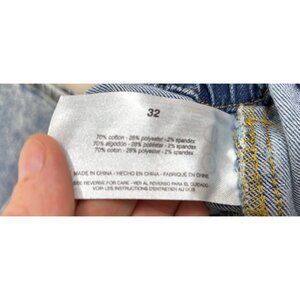 32
70% cotton - 28% polyester - 2% spandex
70% algodon - 28% poliéster - 2% spandex
70% coton - 28% polyester - 2% spandex
MADE IN CHINA - HECHO EN CHINA - FABRIQUÉ EN CHINE
SEE REVERSE FOR CARE - VER AL REVERSO PARA EL CUIDADO
VOIR LES INSTRUCTIONS D'ENTRETIEN AU DOS